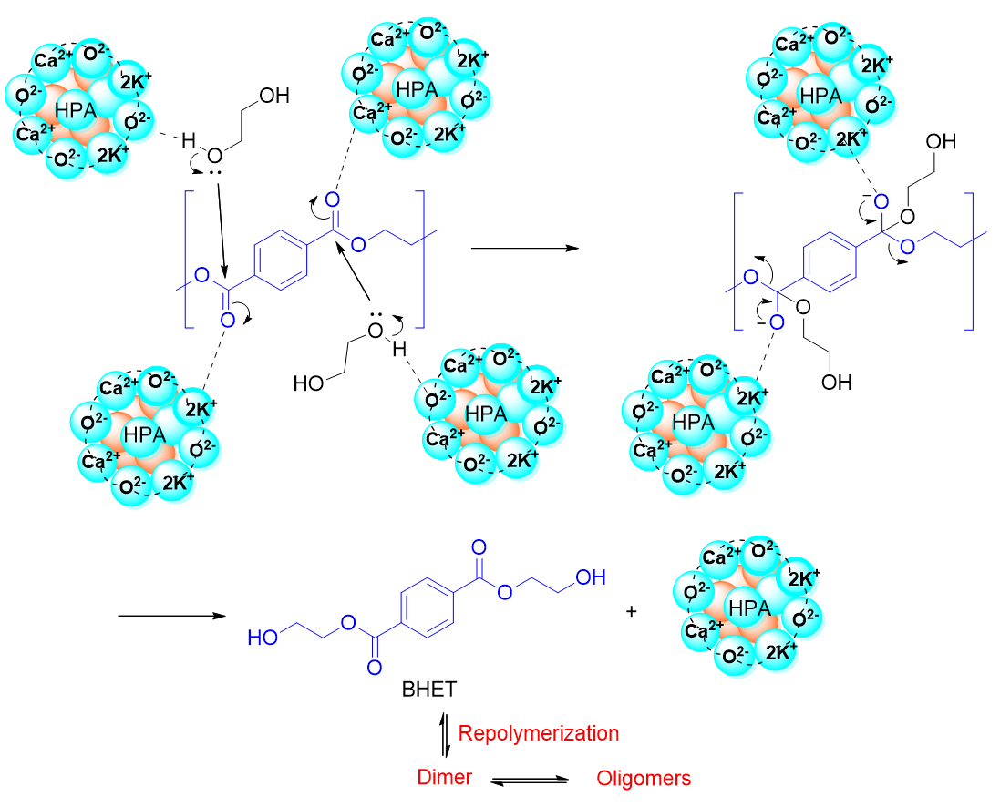 Ca²⁺ O²⁻ 2K⁺ O²⁻ 2K⁺ O²⁻ Ca²⁺ O²⁻ HPA
Ca²⁺ O²⁻ 2K⁺ O²⁻ 2K⁺ O²⁻ Ca²⁺ O²⁻ HPA
Ca²⁺ O²⁻ 2K⁺ O²⁻ 2K⁺ O²⁻ Ca²⁺ O²⁻ HPA
OH
H
O
O
O
O
O
O
H
HO
Ca²⁺ O²⁻ 2K⁺ O²⁻ 2K⁺ O²⁻ Ca²⁺ O²⁻ HPA
Ca²⁺ O²⁻ 2K⁺ O²⁻ 2K⁺ O²⁻ Ca²⁺ O²⁻ HPA
OH
−O
O
O
O
−O
O
OH
Ca²⁺ O²⁻ 2K⁺ O²⁻ 2K⁺ O²⁻ Ca²⁺ O²⁻ HPA
O
OH
O
HO
O
O
+
Ca²⁺ O²⁻ 2K⁺ O²⁻ 2K⁺ O²⁻ Ca²⁺ O²⁻ HPA
BHET
Repolymerization
Dimer
Oligomers